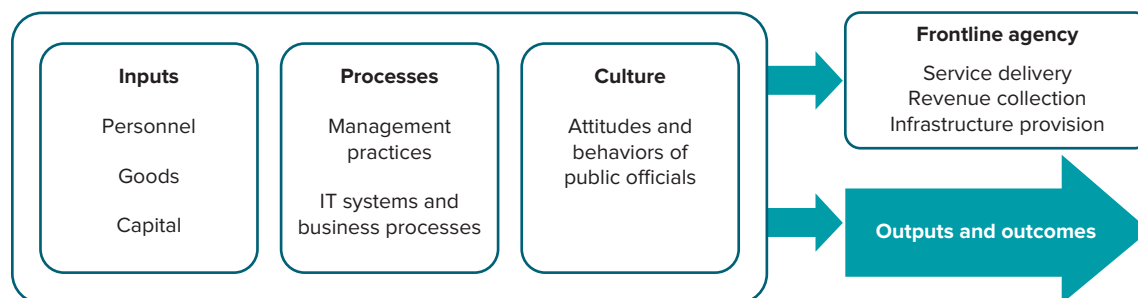 Inputs
Personnel
Goods
Capital
Processes
Management
practices
IT systems and
business processes
Culture
Attitudes and
behaviors of
public officials
Frontline agency
Service delivery
Revenue collection
Infrastructure provision
Outputs and outcomes